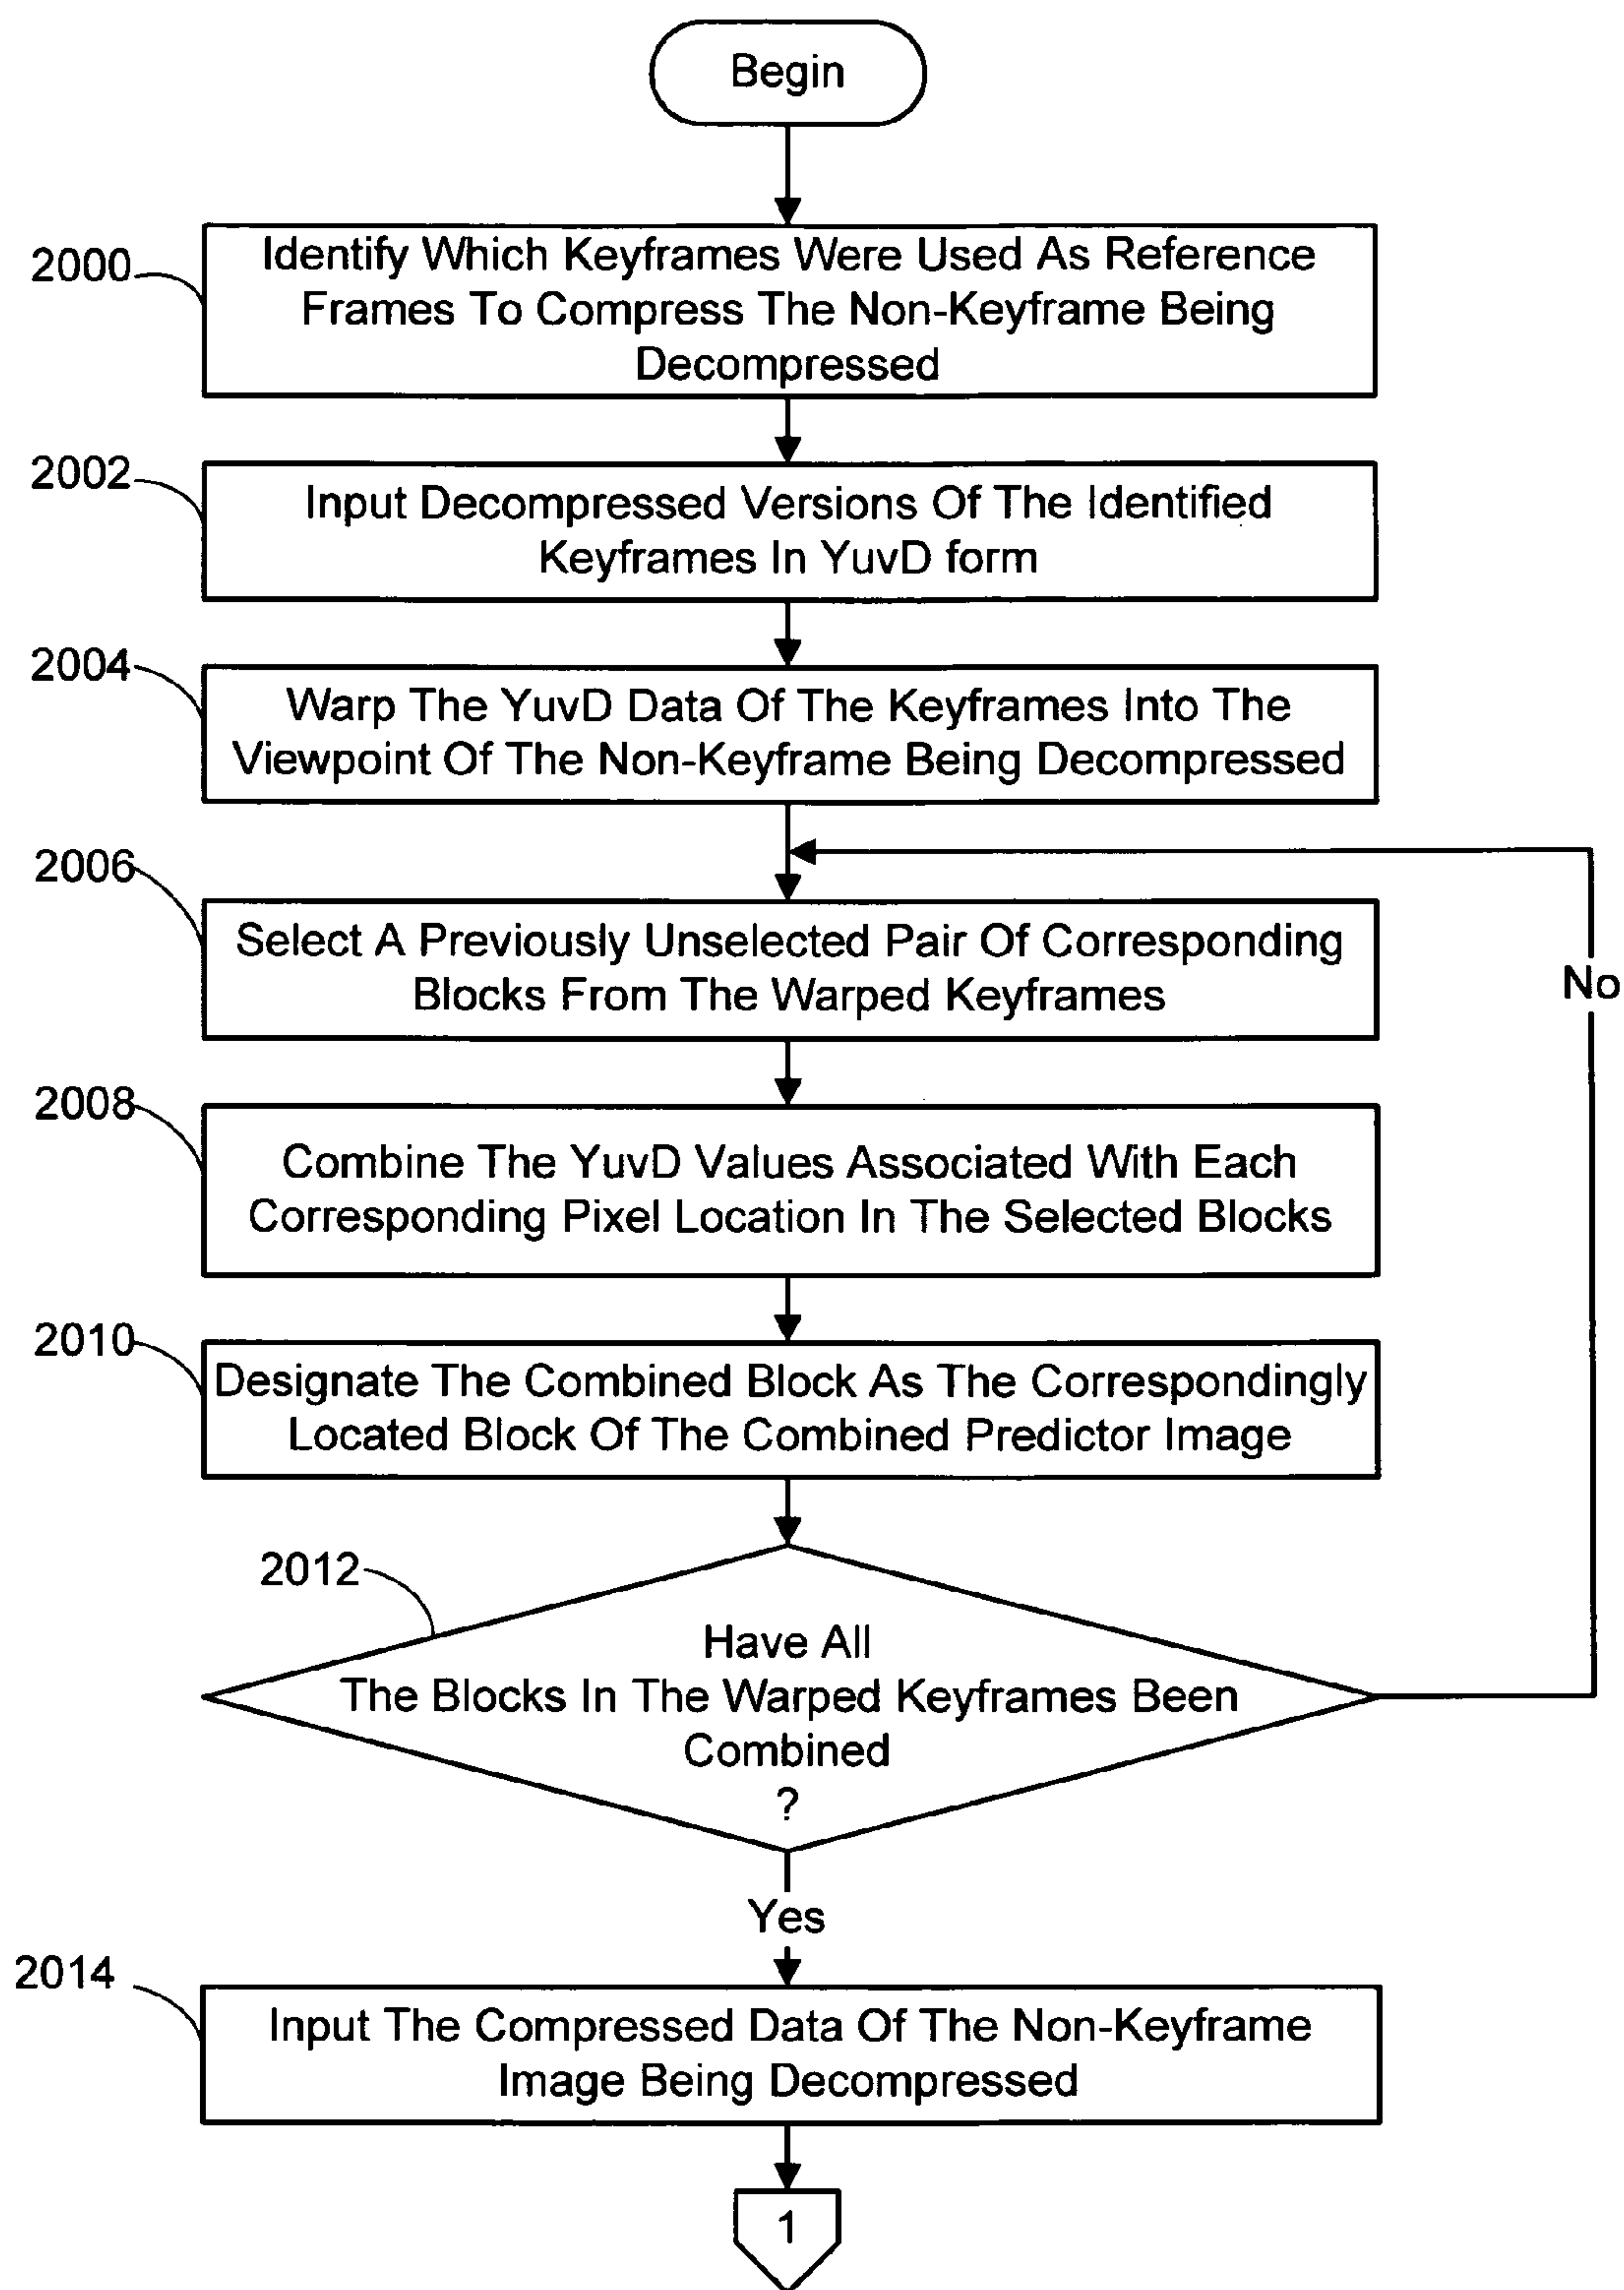 Begin
2000
Identify Which Keyframes Were Used As Reference
Frames To Compress The Non-Keyframe Being
Decompressed
2002
Input Decompressed Versions Of The Identified
Keyframes In YuvD form
2004
Warp The YuvD Data Of The Keyframes Into The
Viewpoint Of The Non-Keyframe Being Decompressed
2006
Select A Previously Unselected Pair Of Corresponding
Blocks From The Warped Keyframes
No
2008
Combine The YuvD Values Associated With Each
Corresponding Pixel Location In The Selected Blocks
2010
Designate The Combined Block As The Correspondingly
Located Block Of The Combined Predictor Image
2012
Have All
The Blocks In The Warped Keyframes Been
Combined
?
Yes
2014
Input The Compressed Data Of The Non-Keyframe
Image Being Decompressed
1